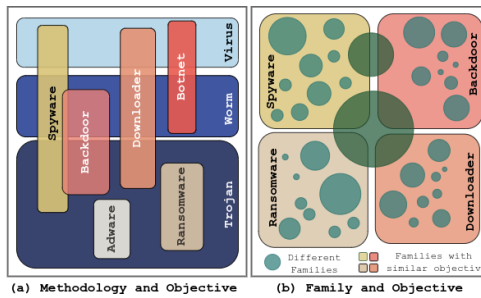 Virus
Worm
Trojan
Spyware
Backdoor
Downloader
Botnet
Adware
Ransomware
(a) Methodology and Objective
Spyware
Backdoor
Ransomware
Downloader
Different
Families
Families with
similar objective
(b) Family and Objective